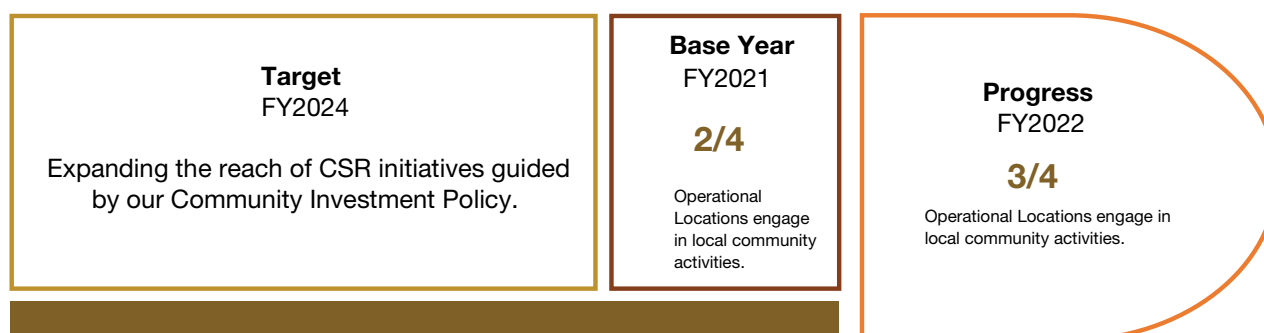 Target
FY2024
Expanding the reach of CSR initiatives guided
by our Community Investment Policy.
Base Year
FY2021
2/4
Operational
Locations engage
in local community
activities.
Progress
FY2022
3/4
Operational Locations engage in
local community activities.